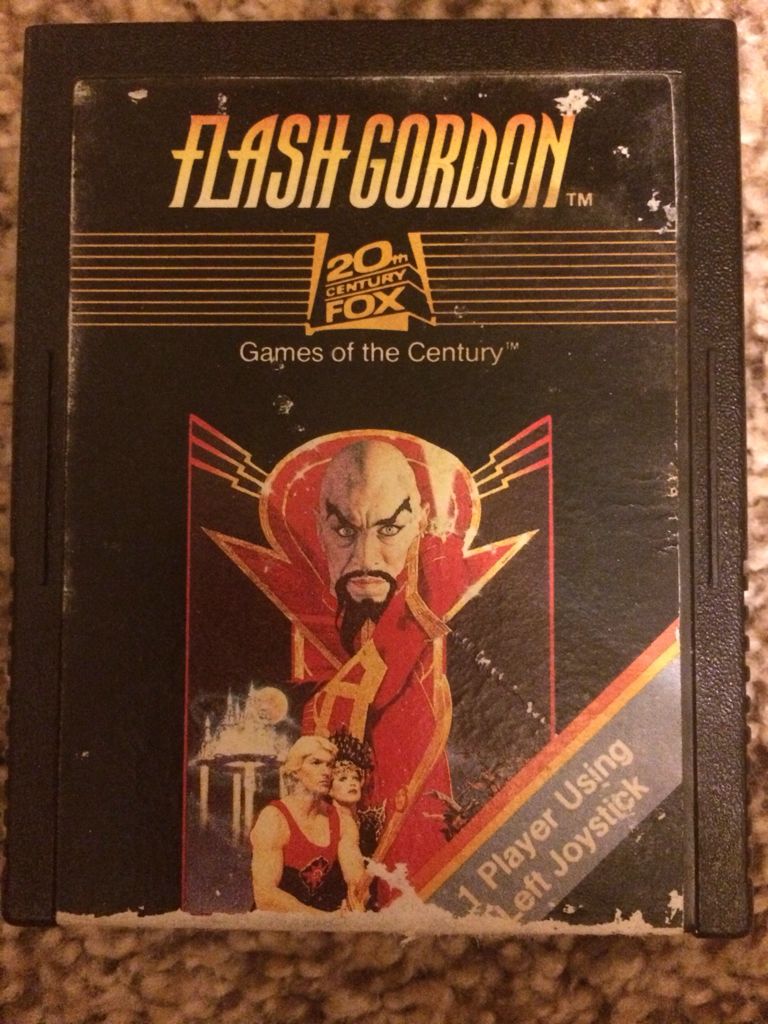 FLASH GORDON™
20th
CENTURY
FOX
Games of the Century™
1 Player Using
Left Joystick